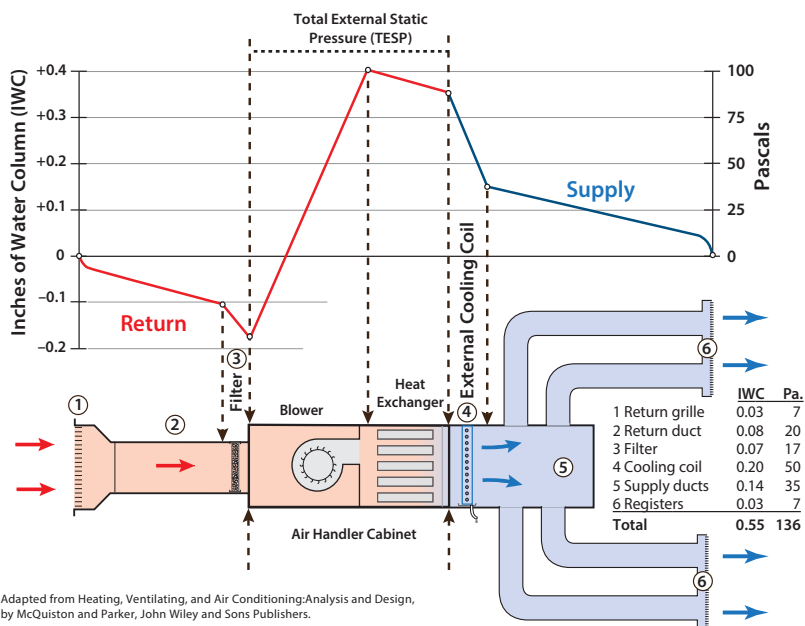 Total External Static
Pressure (TESP)
Inches of Water Column (IWC)
+0.4
+0.3
+0.2
+0.1
0
−0.1
−0.2
100
75
50
25
0
Pascals
Return
Supply
External Cooling Coil
Filter
3
1
2
Blower
Heat
Exchanger
4
5
6
6
Air Handler Cabinet
IWC Pa.
1 Return grille 0.03 7
2 Return duct 0.08 20
3 Filter 0.07 17
4 Cooling coil 0.20 50
5 Supply ducts 0.14 35
6 Registers 0.03 7
Total 0.55 136
Adapted from Heating, Ventilating, and Air Conditioning:Analysis and Design,
by McQuiston and Parker, John Wiley and Sons Publishers.